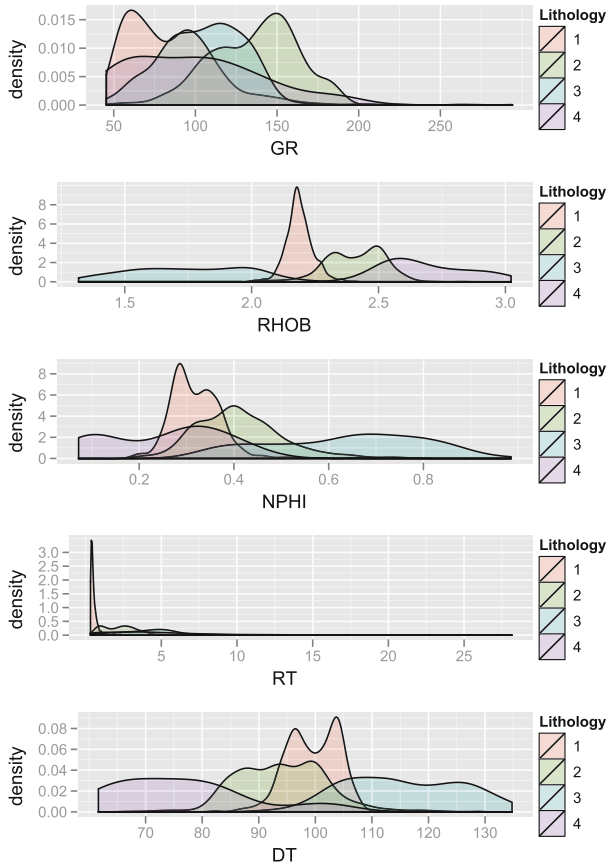 Lithology
0.015
0.010
0.005
0.000
density
1
2
3
4
50 100 150 200 250
GR
Lithology
8
6
4
2
0
density
1
2
3
4
1.5 2.0 2.5 3.0
RHOB
Lithology
8
6
4
2
0
density
1
2
3
4
0.2 0.4 0.6 0.8
NPHI
Lithology
3.0
2.5
2.0
1.5
1.0
0.5
0.0
density
1
2
3
4
5 10 15 20 25
RT
Lithology
0.08
0.06
0.04
0.02
0.00
density
1
2
3
4
70 80 90 100 110 120 130
DT